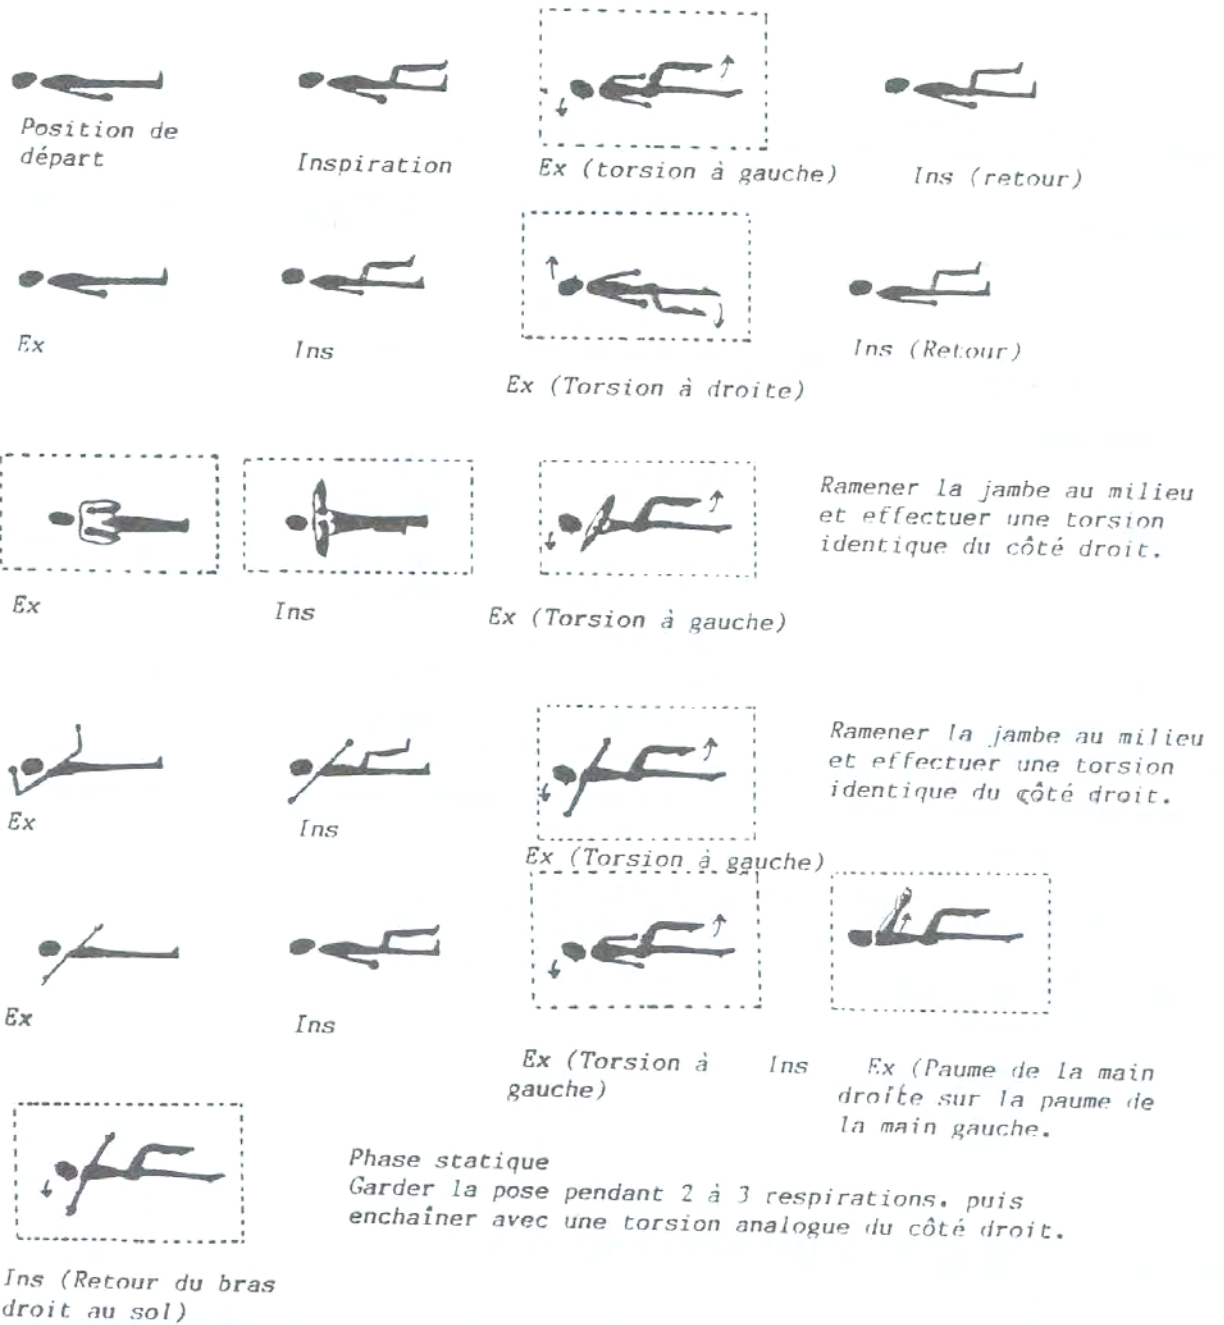 Position de
départ
Inspiration
Ex (torsion à gauche)
Ins (retour)
Ex
Ins
Ex (Torsion à droite)
Ins (Retour)
Ex
Ins
Ex (Torsion à gauche)
Ramener la jambe au milieu
et effectuer une torsion
identique du côté droit.
Ex
Ins
Ex (Torsion à gauche)
Ramener la jambe au milieu
et effectuer une torsion
identique du côté droit.
Ex
Ins
Ex (Torsion à
gauche)
Ins
Ex (Paume de la main
droite sur la paume de
la main gauche.
Ins (Retour du bras
droit au sol)
Phase statique
Garder la pose pendant 2 à 3 respirations. puis
enchaîner avec une torsion analogue du côté droit.